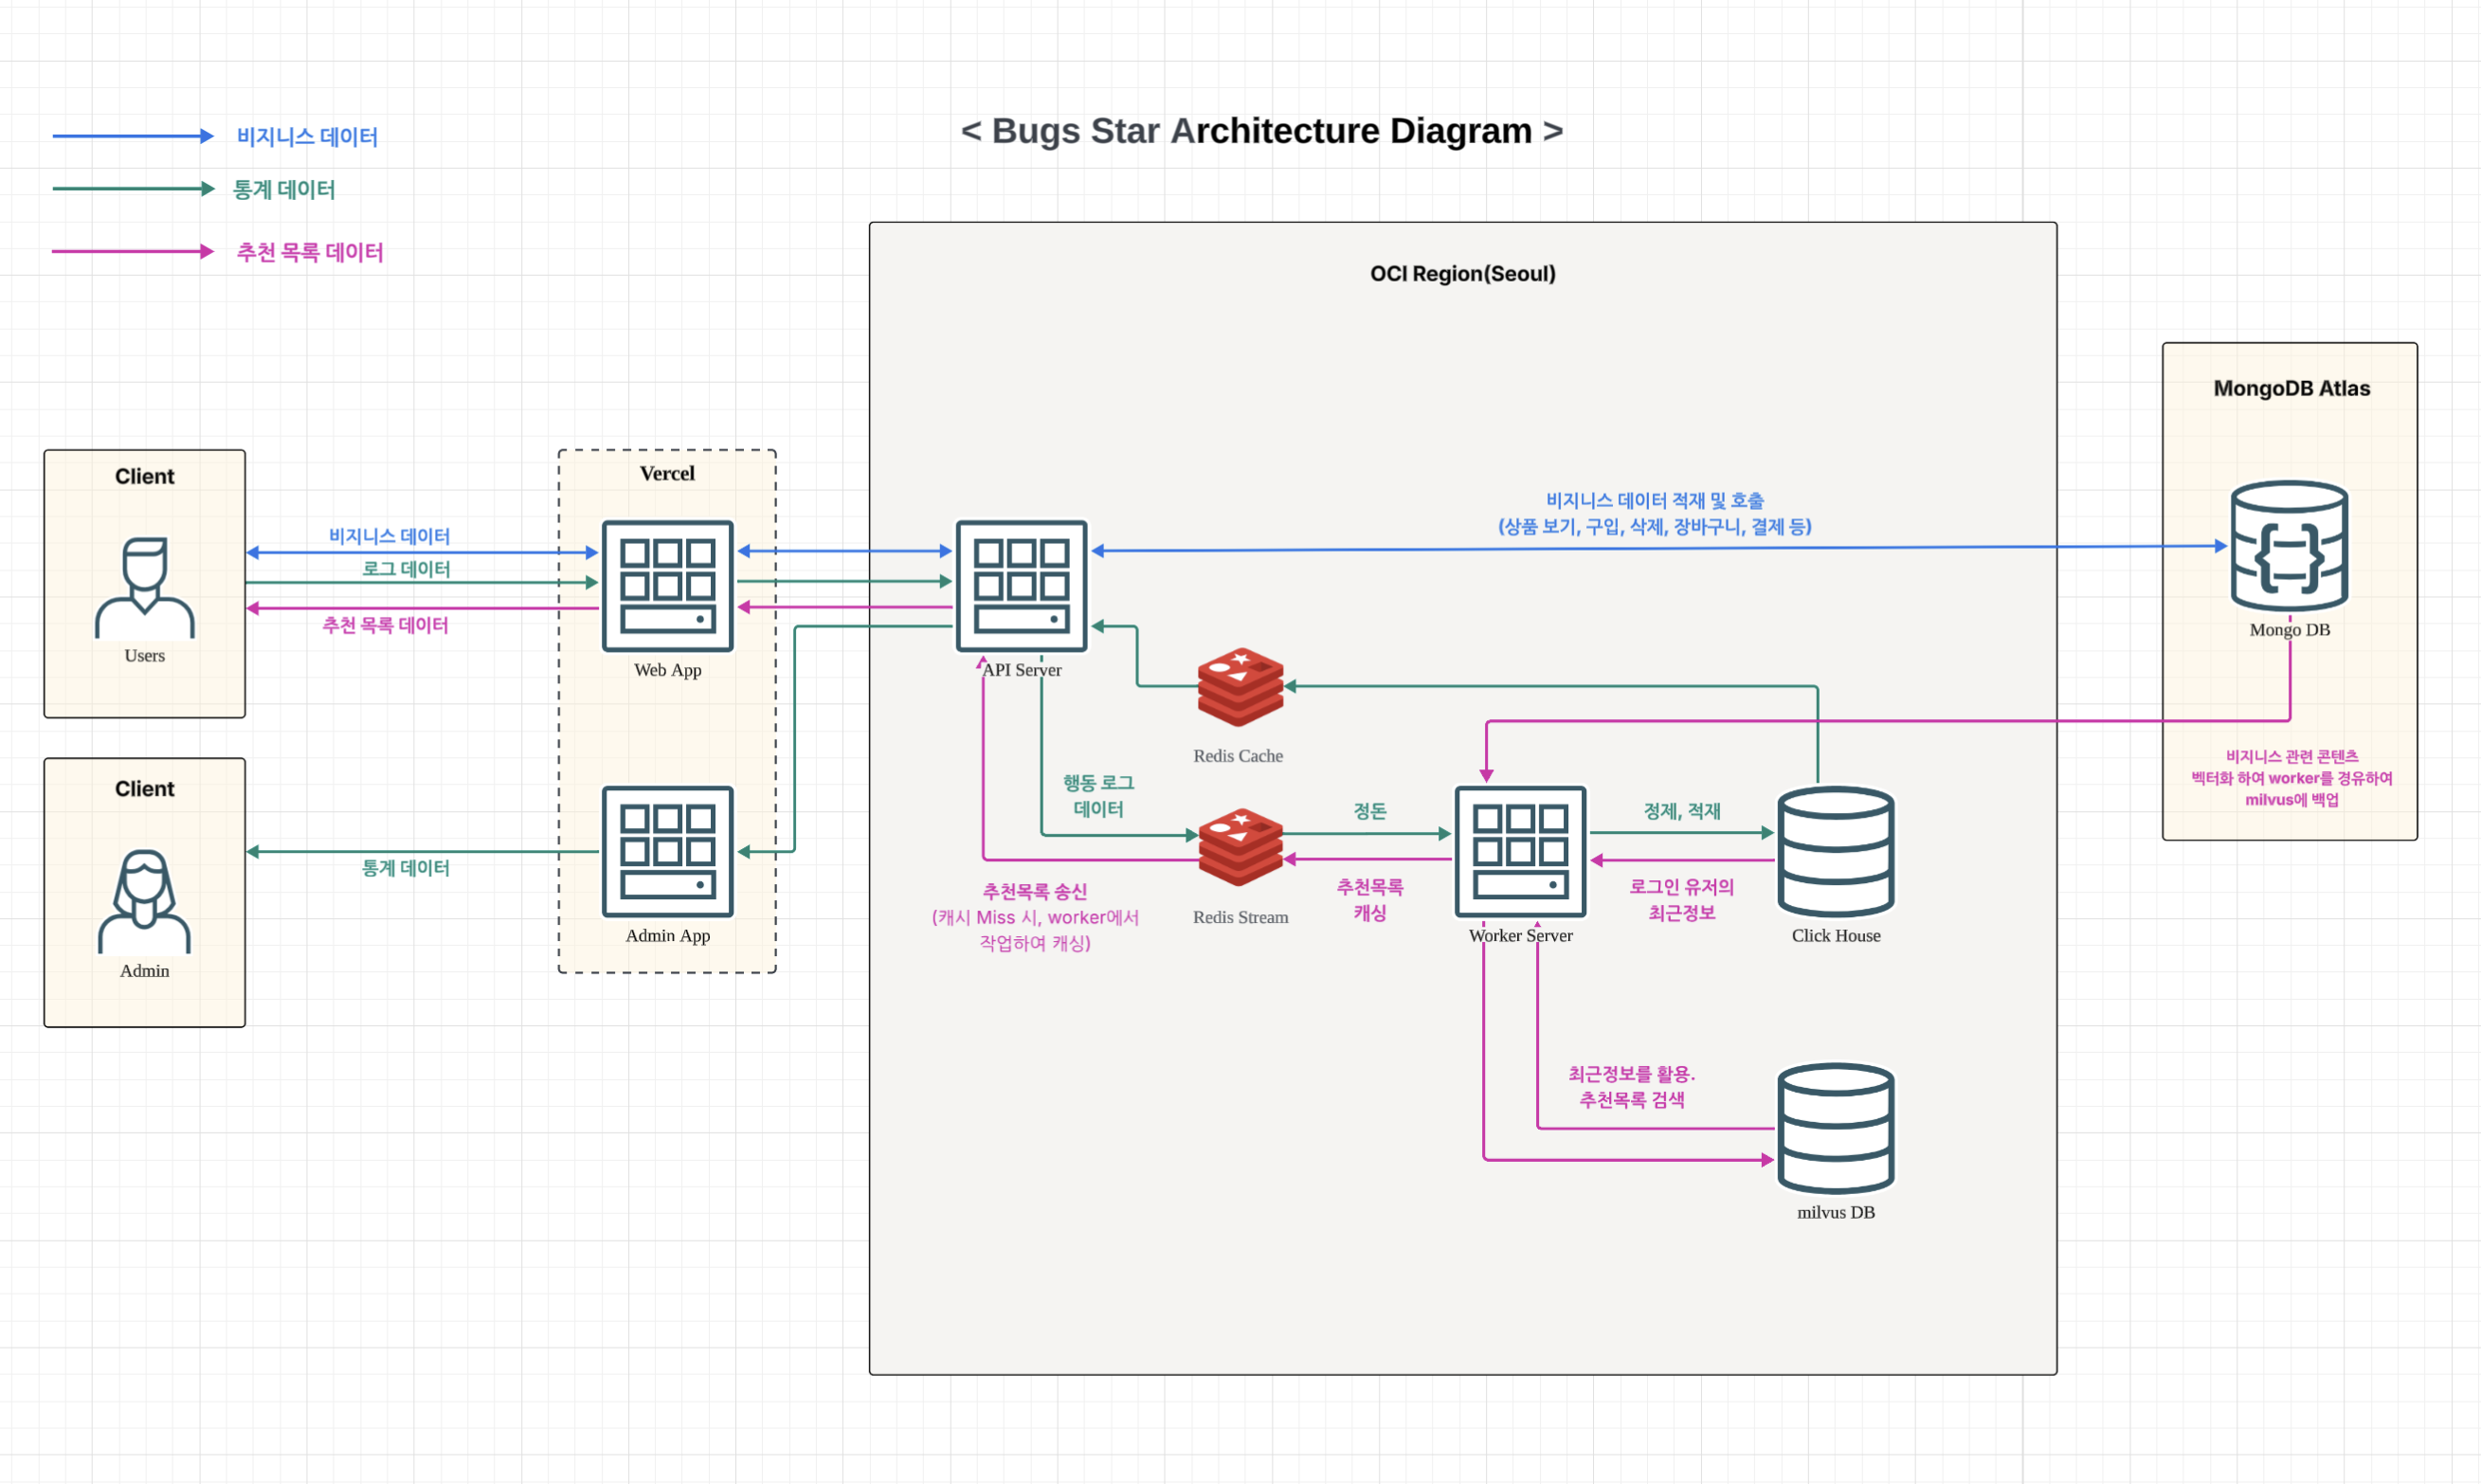 < Bugs Star Architecture Diagram >
비지니스 데이터
통계 데이터
추천 목록 데이터
OCI Region(Seoul)
MongoDB Atlas
Client
Vercel
비지니스 데이터
로그 데이터
추천 목록 데이터
Users
Web App
API Server
비지니스 데이터 적재 및 호출
(상품 보기, 구입, 삭제, 장바구니, 결제 등)
Mongo DB
Redis Cache
비지니스 관련 콘텐츠
벡터화 하여 worker를 경유하여
milvus에 백업
Client
통계 데이터
Admin
Admin App
행동 로그
데이터
정돈
정제, 적재
추천목록 송신
(캐시 Miss 시, worker에서
작업하여 캐싱)
Redis Stream
추천목록
캐싱
Worker Server
로그인 유저의
최근정보
Click House
최근정보를 활용.
추천목록 검색
milvus DB